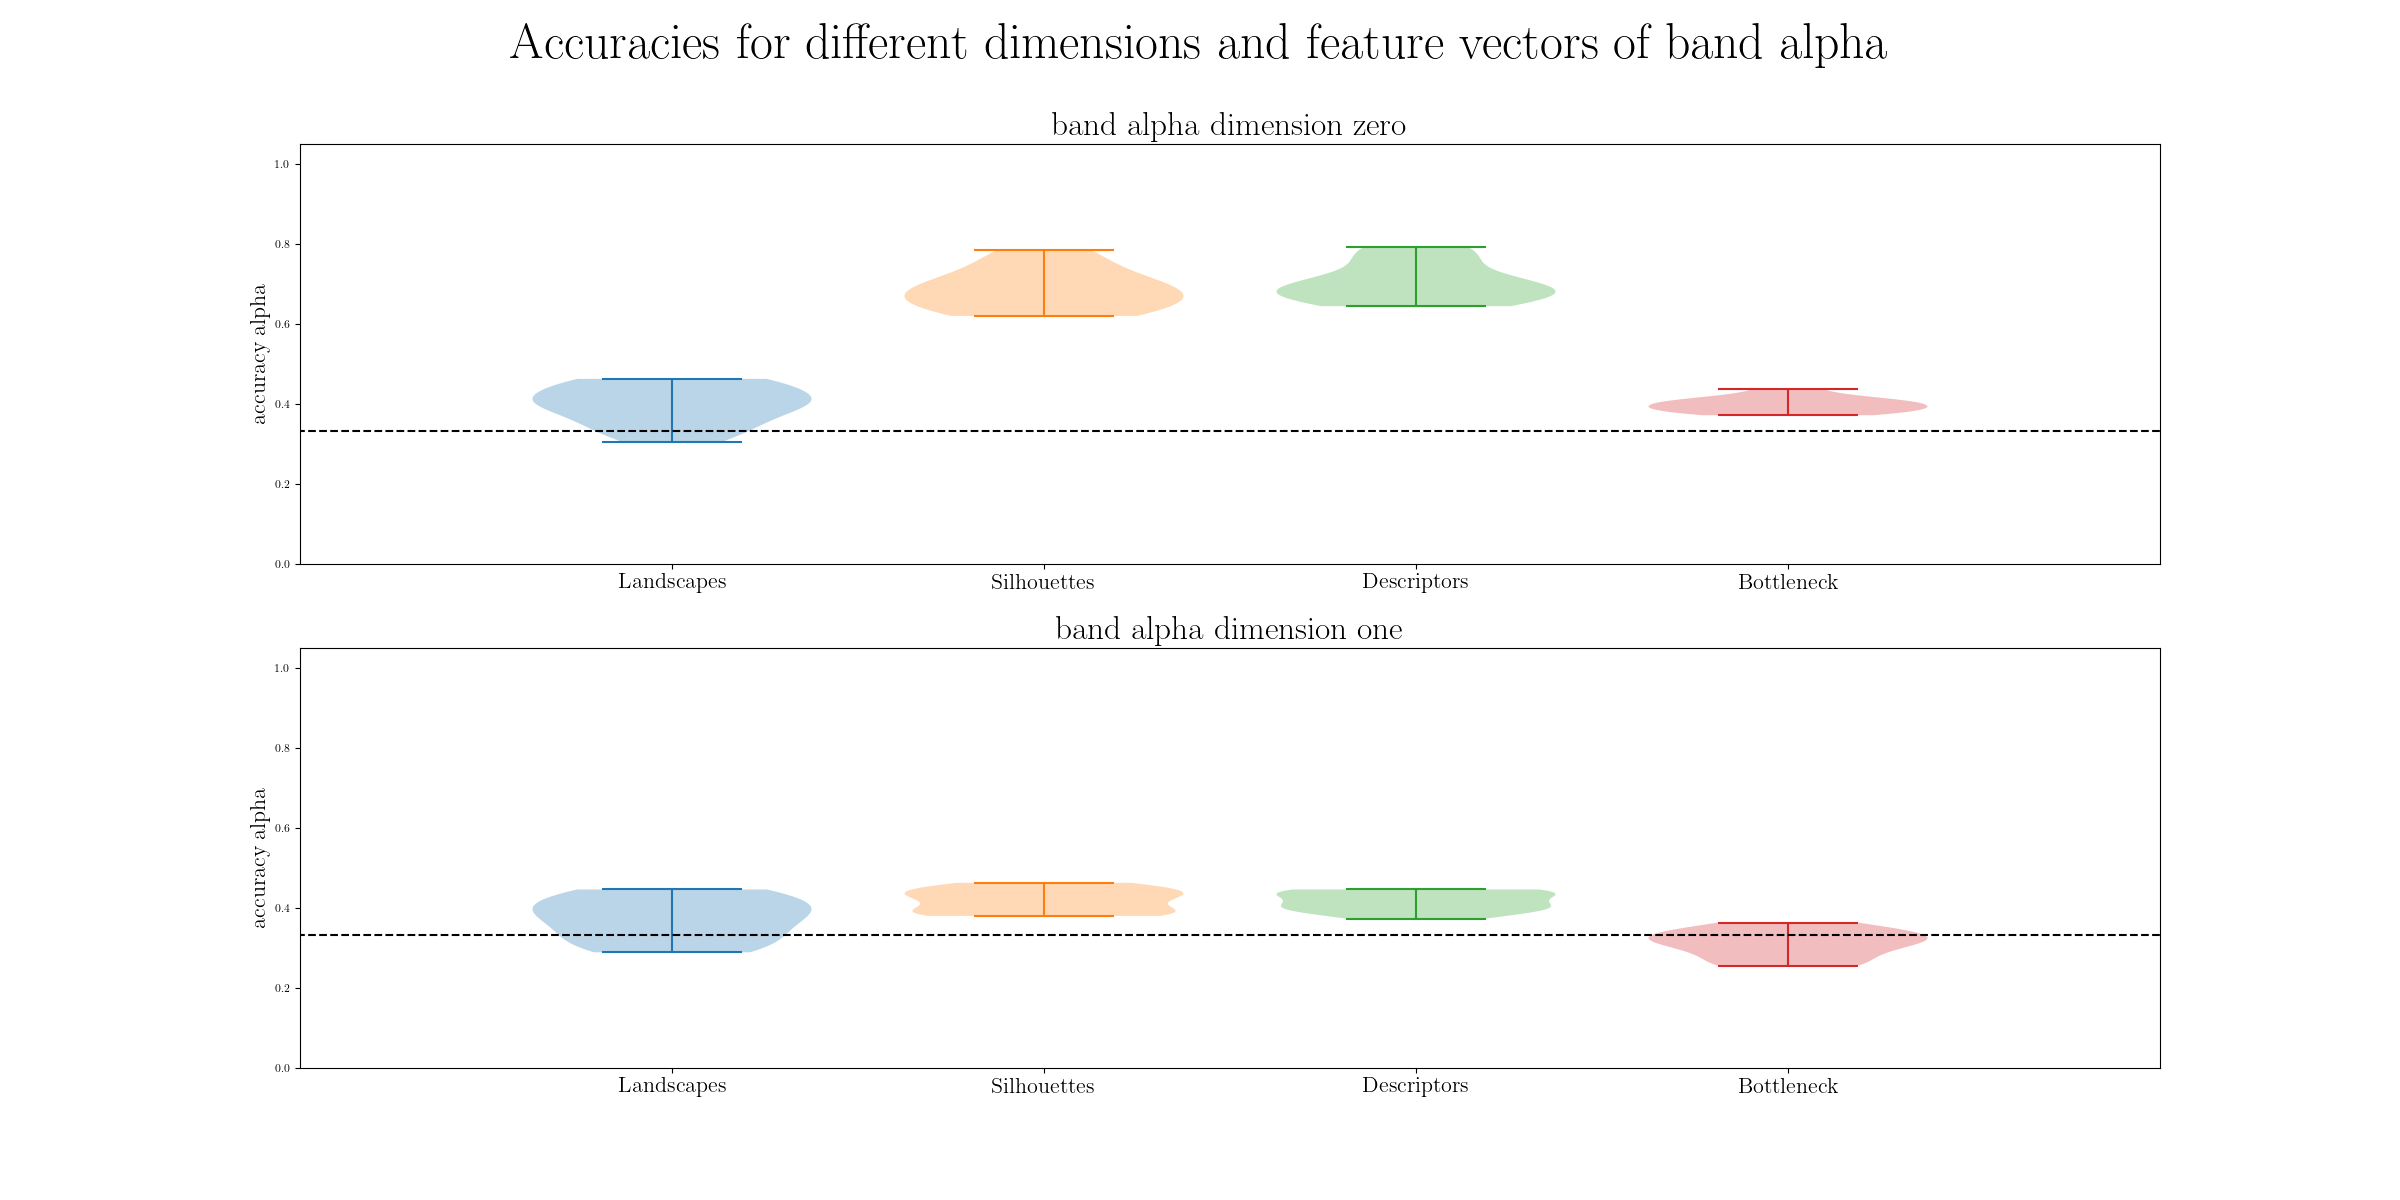 Accuracies for different dimensions and feature vectors of band alpha
band alpha dimension zero
accuracy alpha
1.0
0.8
0.6
0.4
0.2
0.0
Landscapes Silhouettes Descriptors Bottleneck
band alpha dimension one
accuracy alpha
1.0
0.8
0.6
0.4
0.2
0.0
Landscapes Silhouettes Descriptors Bottleneck